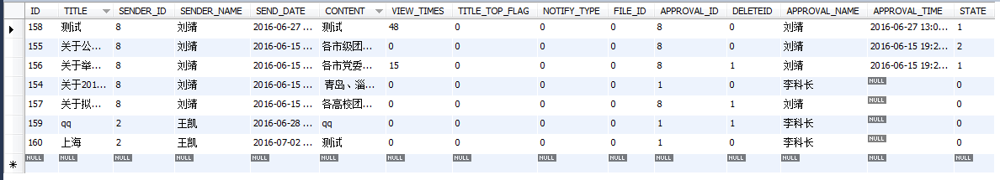 ID TITLE SENDER_ID SENDER_NAME SEND_DATE CONTENT VIEW_TIMES TITLE_TOP_FLAG NOTIFY_TYPE FILE_ID APPROVAL_ID DELETEID APPROVAL_NAME APPROVAL_TIME STATE
158 测试 8 刘靖 2016-06-27 ... 测试 48 0 0 0 8 0 刘靖 2016-06-27 13:0... 1
155 关于公... 8 刘靖 2016-06-15 ... 各市级团... 0 0 0 0 8 0 刘靖 2016-06-15 19:2... 2
156 关于举... 8 刘靖 2016-06-15 ... 各市党委... 15 0 0 0 8 1 刘靖 2016-06-15 19:2... 1
154 关于201... 8 刘靖 2016-06-15 ... 青岛、淄... 0 0 0 0 1 0 李科长 NULL 0
157 关于拟... 8 刘靖 2016-06-15 ... 各高校团... 0 0 0 0 8 1 刘靖 NULL 0
159 qq 2 王凯 2016-06-28 ... qq 0 0 0 0 1 1 李科长 NULL 0
160 上海 2 王凯 2016-07-02 ... 测试 0 0 0 0 1 0 李科长 NULL 0
NULL NULL NULL NULL NULL NULL NULL NULL NULL NULL NULL NULL NULL NULL NULL